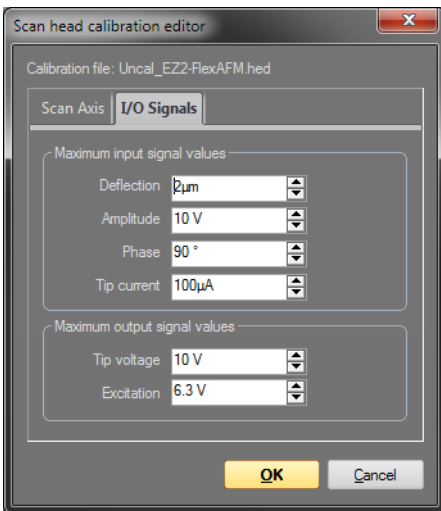 Scan head calibration editor
Calibration file: Uncal_EZ2-FlexAFM.hed
Scan Axis I/O Signals
Maximum input signal values
Deflection 2µm
Amplitude 10 V
Phase 90 °
Tip current 100µA
Maximum output signal values
Tip voltage 10 V
Excitation 6.3 V
OK Cancel